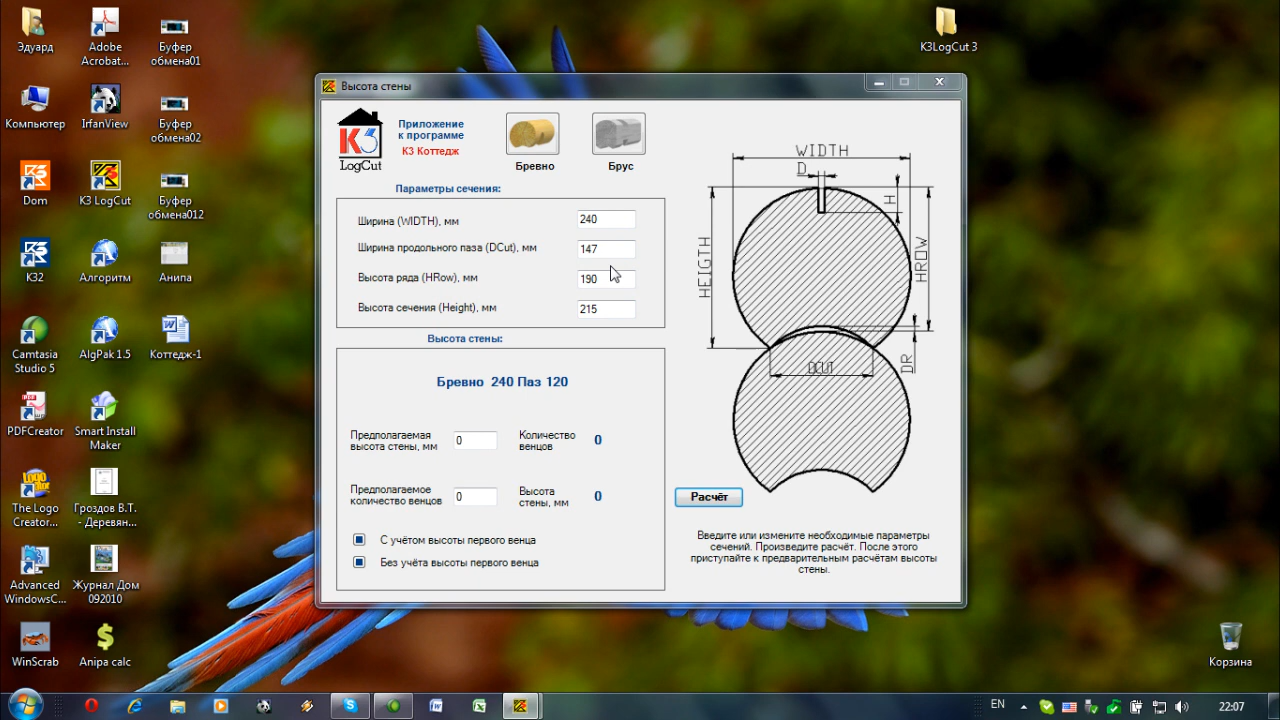 Эдуард
Adobe
Acrobat...
Буфер
обмена01
K3LogCut 3
Компьютер
IrfanView
Буфер
обмена02
Dom
K3 LogCut
Буфер
обмена012
K32
Алгоритм
Анипа
Camtasia
Studio 5
AlgPak 1.5
Коттедж-1
PDFCreator
Smart Install
Maker
The Logo
Creator...
Гроздов В.Т.
- Деревян...
Advanced
WindowsC...
Журнал Дом
092010
WinScrab
Anipa calc
Корзина
Высота стены
K3
LogCut
Приложение
к программе
К3 Коттедж
Бревно
Брус
Параметры сечения:
Ширина (WIDTH), мм 240
Ширина продольного паза (DCut), мм 147
Высота ряда (HRow), мм 190
Высота сечения (Height), мм 215
Высота стены:
Бревно 240 Паз 120
Предполагаемая
высота стены, мм
0
Количество
венцов
0
Предполагаемое
количество венцов
0
Высота
стены, мм
0
С учётом высоты первого венца
Без учёта высоты первого венца
WIDTH
D
H
HEIGTH
HROW
DCUT
DR
Расчёт
Введите или измените необходимые параметры
сечений. Произведите расчёт. После этого
приступайте к предварительным расчётам высоты
стены.
EN
22:07